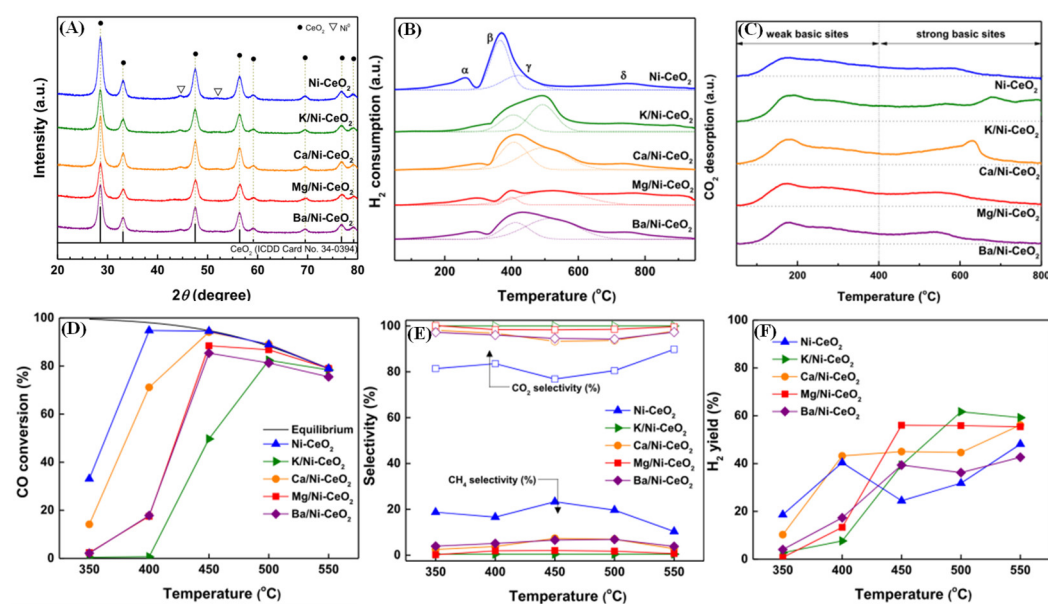 (A)
● CeO₂ ▽ Ni⁰
Ni-CeO₂
K/Ni-CeO₂
Ca/Ni-CeO₂
Mg/Ni-CeO₂
Ba/Ni-CeO₂
CeO₂ (ICDD Card No. 34-0394)
Intensity (a.u.)
20 30 40 50 60 70 80
2θ (degree)
(B)
α
β
γ
δ
Ni-CeO₂
K/Ni-CeO₂
Ca/Ni-CeO₂
Mg/Ni-CeO₂
Ba/Ni-CeO₂
H₂ consumption (a.u.)
200 400 600 800
Temperature (°C)
(C)
weak basic sites
strong basic sites
Ni-CeO₂
K/Ni-CeO₂
Ca/Ni-CeO₂
Mg/Ni-CeO₂
Ba/Ni-CeO₂
CO₂ desorption (a.u.)
200 400 600 800
Temperature (°C)
(D)
100
80
60
40
20
0
CO conversion (%)
Equilibrium
Ni-CeO₂
K/Ni-CeO₂
Ca/Ni-CeO₂
Mg/Ni-CeO₂
Ba/Ni-CeO₂
350 400 450 500 550
Temperature (°C)
(E)
100
80
60
40
20
0
Selectivity (%)
CO₂ selectivity (%)
Ni-CeO₂
K/Ni-CeO₂
Ca/Ni-CeO₂
Mg/Ni-CeO₂
Ba/Ni-CeO₂
CH₄ selectivity (%)
350 400 450 500 550
Temperature (°C)
(F)
100
80
60
40
20
0
H₂ yield (%)
Ni-CeO₂
K/Ni-CeO₂
Ca/Ni-CeO₂
Mg/Ni-CeO₂
Ba/Ni-CeO₂
350 400 450 500 550
Temperature (°C)